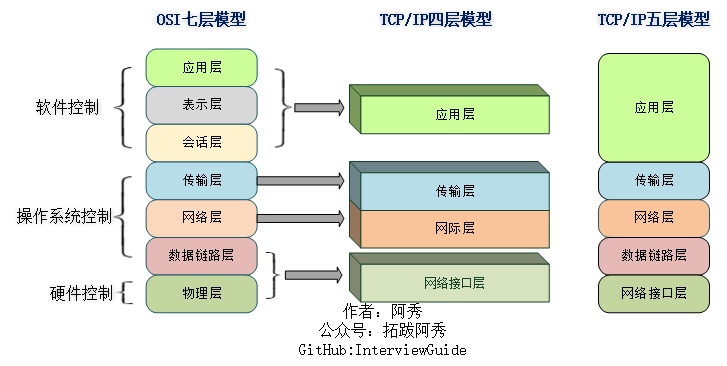 OSI七层模型
TCP/IP四层模型
TCP/IP五层模型
软件控制
操作系统控制
硬件控制
应用层
表示层
会话层
传输层
网络层
数据链路层
物理层
应用层
传输层
网际层
网络接口层
应用层
传输层
网络层
数据链路层
网络接口层
作者：阿秀
公众号：拓跋阿秀
GitHub:InterviewGuide